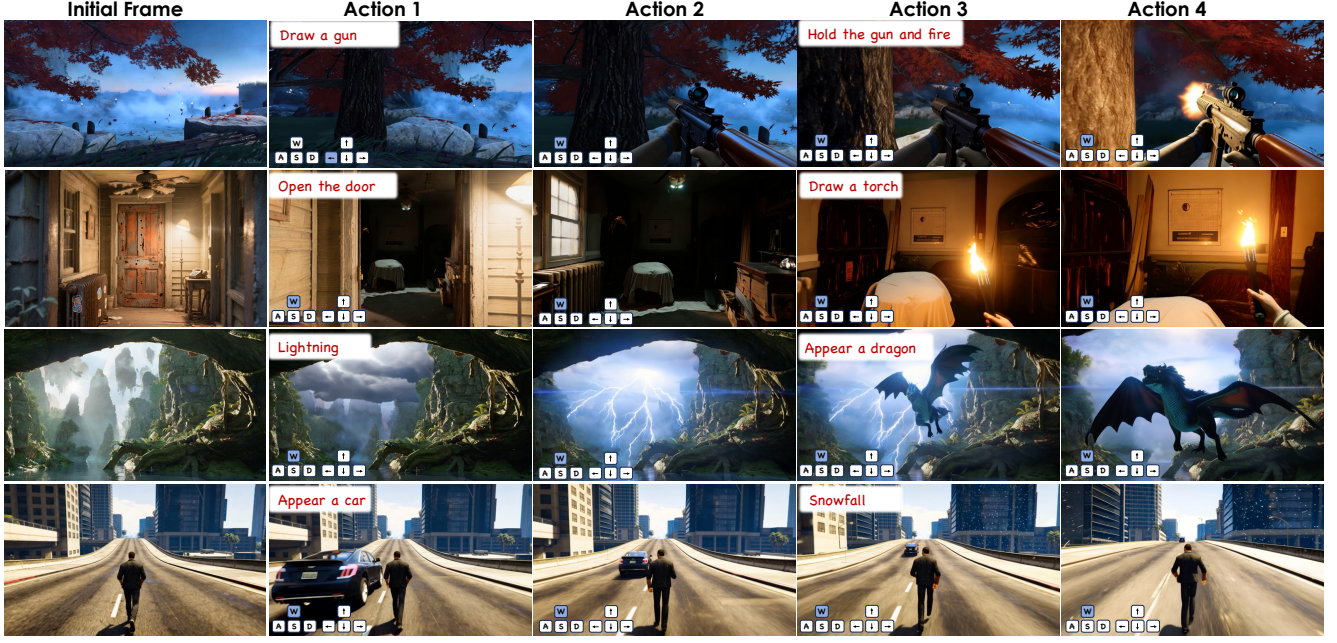 Initial Frame Action 1 Action 2 Action 3 Action 4
Draw a gun
W ↑
A S D ← ↓ →
W ↑
A S D ← ↓ →
Hold the gun and fire
W ↑
A S D ← ↓ →
W ↑
A S D ← ↓ →
Open the door
W ↑
A S D ← ↓ →
W ↑
A S D ← ↓ →
Draw a torch
W ↑
A S D ← ↓ →
W ↑
A S D ← ↓ →
Lightning
W ↑
A S D ← ↓ →
W ↑
A S D ← ↓ →
Appear a dragon
W ↑
A S D ← ↓ →
W ↑
A S D ← ↓ →
Appear a car
W ↑
A S D ← ↓ →
W ↑
A S D ← ↓ →
Snowfall
W ↑
A S D ← ↓ →
W ↑
A S D ← ↓ →